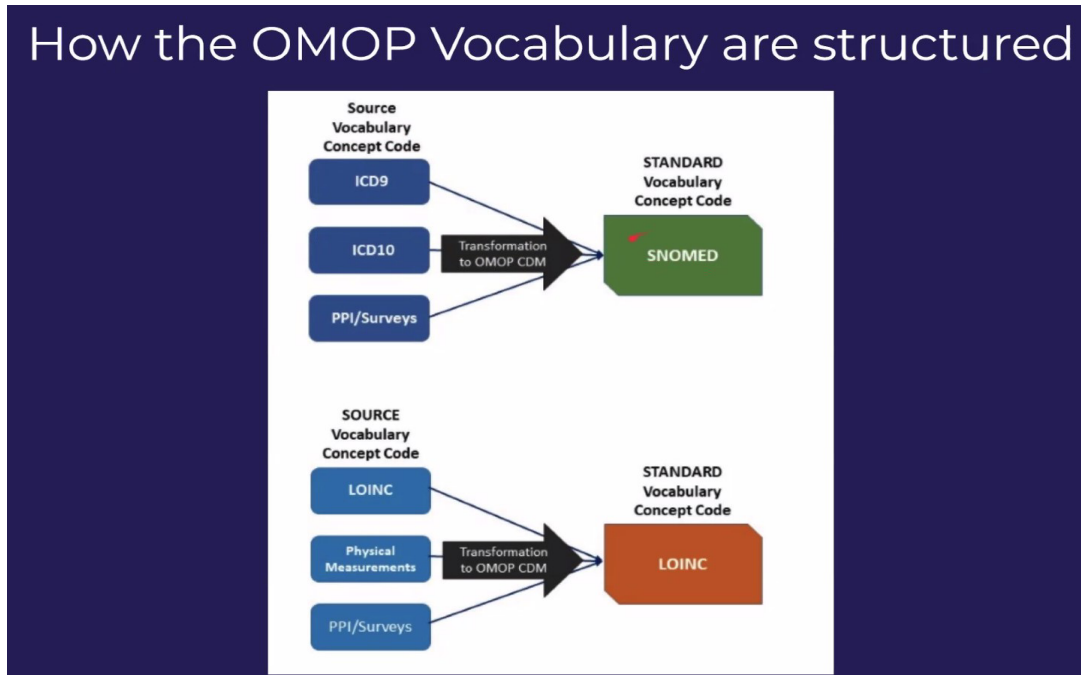 How the OMOP Vocabulary are structured
Source
Vocabulary
Concept Code
ICD9
ICD10
PPI/Surveys
Transformation
to OMOP CDM
STANDARD
Vocabulary
Concept Code
SNOMED
SOURCE
Vocabulary
Concept Code
LOINC
Physical
Measurements
PPI/Surveys
Transformation
to OMOP CDM
STANDARD
Vocabulary
Concept Code
LOINC